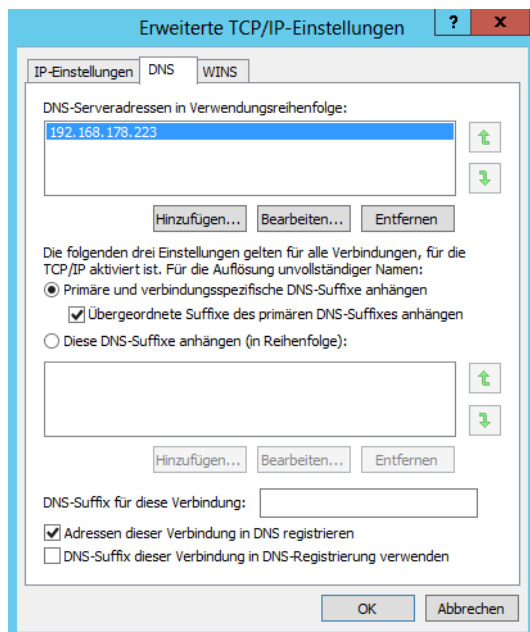 Erweiterte TCP/IP-Einstellungen
?
x
IP-Einstellungen
DNS
WINS
DNS-Serveradressen in Verwendungsreihenfolge:
192.168.178.223
Hinzufügen...
Bearbeiten...
Entfernen
Die folgenden drei Einstellungen gelten für alle Verbindungen, für die
TCP/IP aktiviert ist. Für die Auflösung unvollständiger Namen:
Primäre und verbindungsspezifische DNS-Suffixe anhängen
Übergeordnete Suffixe des primären DNS-Suffixes anhängen
Diese DNS-Suffixe anhängen (in Reihenfolge):
Hinzufügen...
Bearbeiten...
Entfernen
DNS-Suffix für diese Verbindung:
Adressen dieser Verbindung in DNS registrieren
DNS-Suffix dieser Verbindung in DNS-Registrierung verwenden
OK
Abbrechen